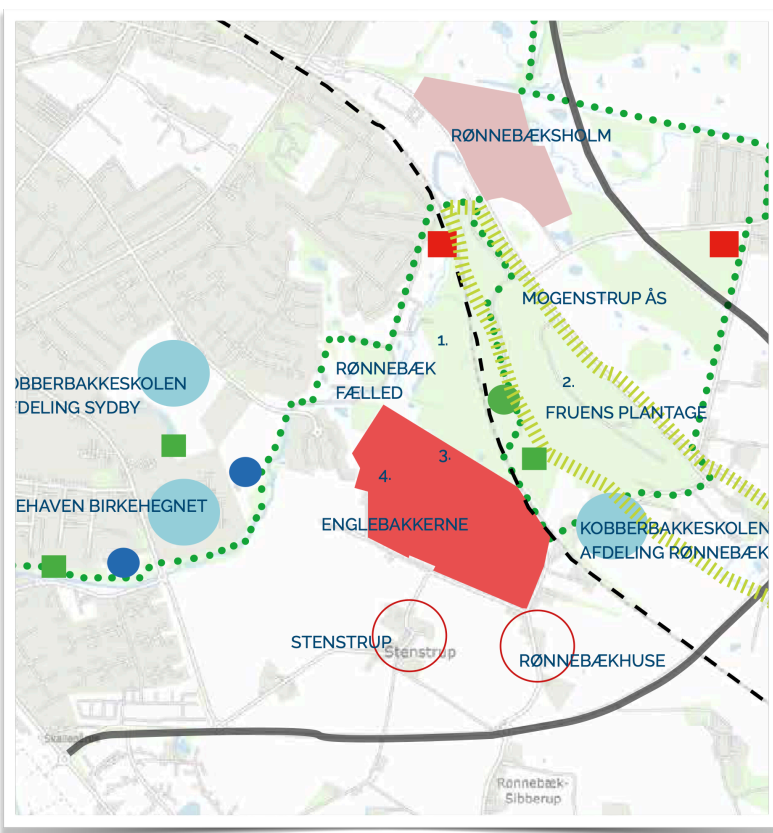 RØNNEBÆKSHOLM
MOGENSTRUP ÅS
1.
RØNNEBÆK
FÆLLED
2.
OBBERBAKKESKOLEN
FDELING SYDBY
FRUENS PLANTAGE
3.
4.
EHAVEN BIRKEHEGNET
ENGLEBAKKERNE
KOBBERBAKKESKOLEN
AFDELING RØNNEBÆK
STENSTRUP
Stenstrup
RØNNEBÆKHUSE
Rønnebæk-
Sibberup